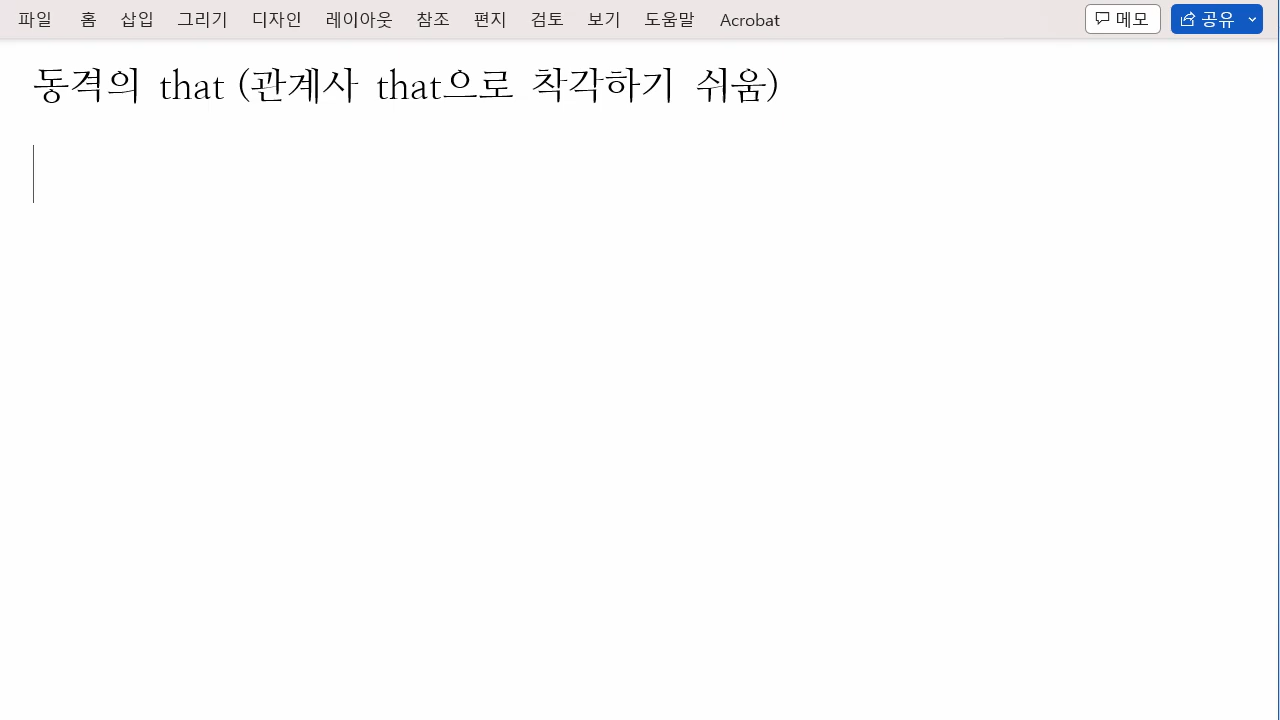 파일 홈 삽입 그리기 디자인 레이아웃 참조 편지 검토 보기 도움말 Acrobat 메모 공유
동격의 that (관계사 that으로 착각하기 쉬움)